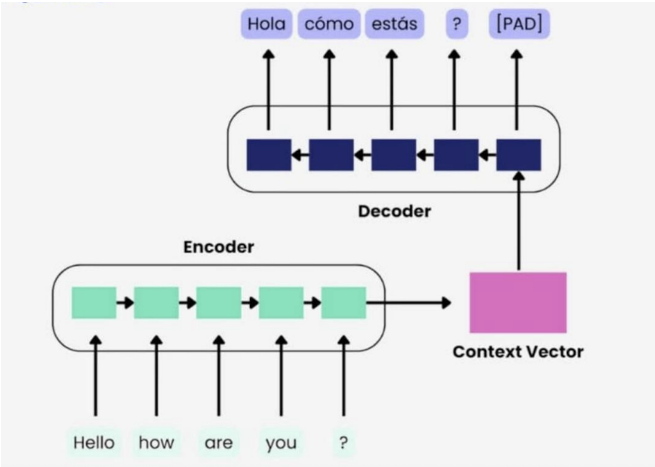 Hola cómo estás ? [PAD]
Decoder
Encoder
Context Vector
Hello how are you ?